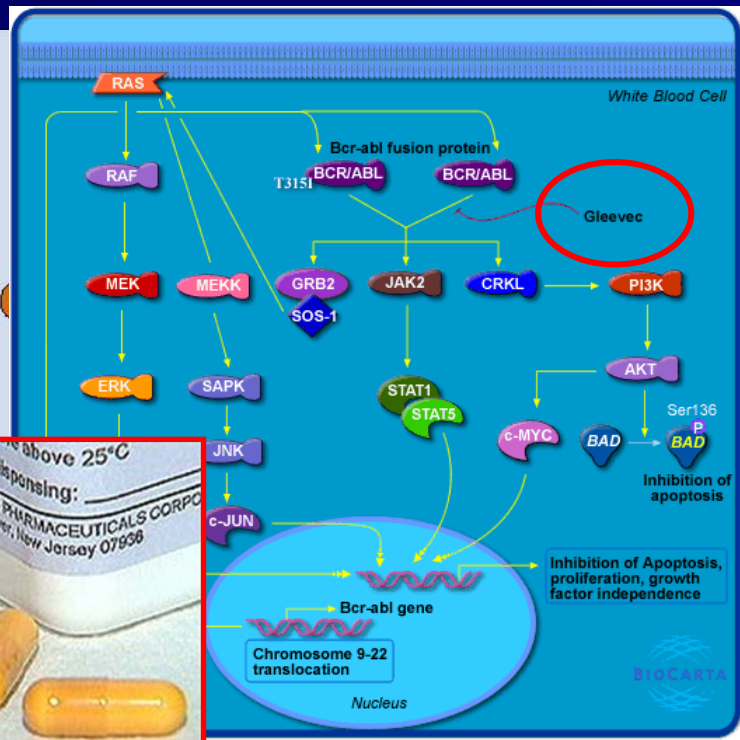 RAS
White Blood Cell
Bcr-abl fusion protein
RAF
T315I
BCR/ABL
BCR/ABL
Gleevec
MEK
MEKK
GRB2
JAK2
CRKL
PI3K
SOS-1
ERK
SAPK
STAT1
AKT
STAT5
Ser136
P
c-MYC
BAD
BAD
JNK
Inhibition of
apoptosis
above 25°C
dispensing:
PHARMACEUTICALS CORPO
New Jersey 07936
c-JUN
Inhibition of Apoptosis,
proliferation, growth
factor independence
Bcr-abl gene
Chromosome 9-22
translocation
Nucleus
BIOCARTA